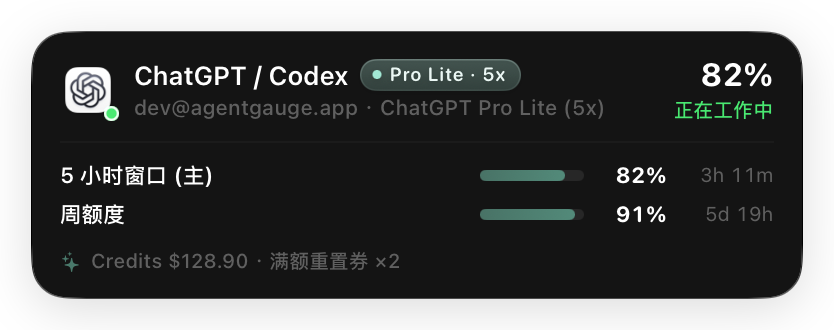 ChatGPT / Codex Pro Lite · 5x 82%
dev@agentgauge.app · ChatGPT Pro Lite (5x) 正在工作中
5 小时窗口 (主) 82% 3h 11m
周额度 91% 5d 19h
Credits $128.90 · 满额重置券 ×2